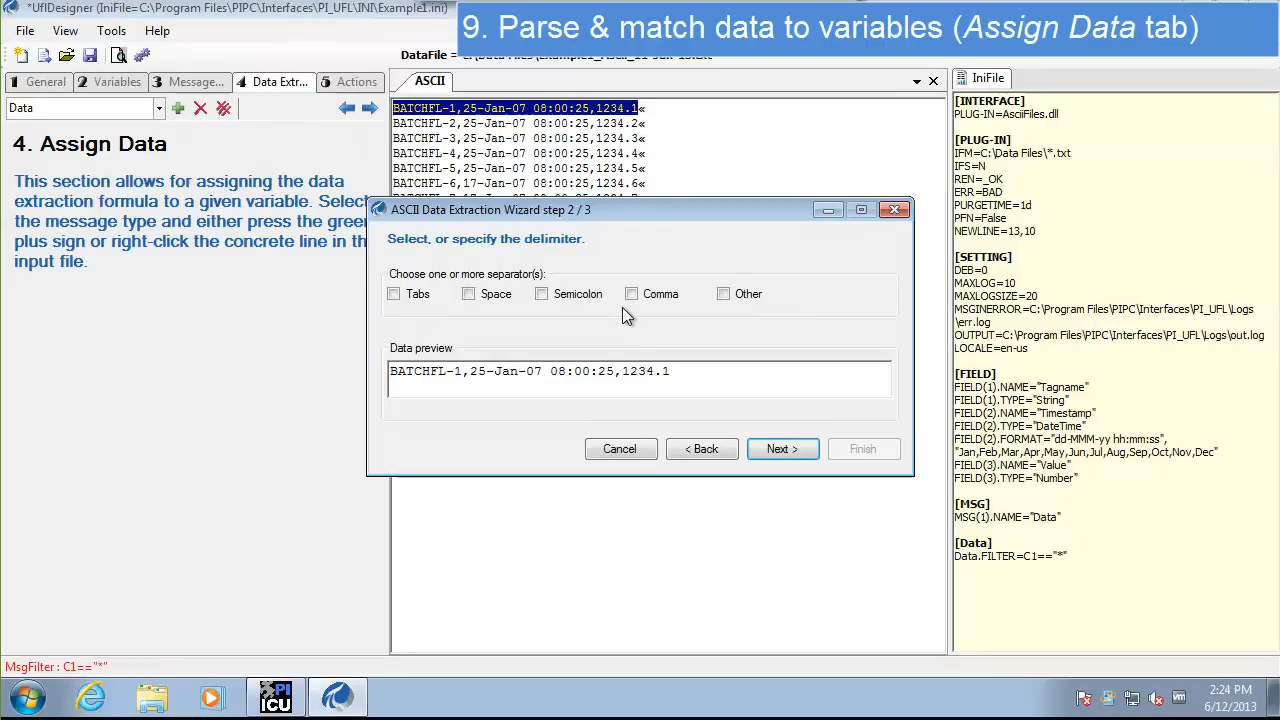 *UflDesigner (IniFile=C:\Program Files\PIPC\Interfaces\PI_UFL\INI\Example1.ini)
9. Parse & match data to variables (Assign Data tab)
File View Tools Help
1 General 2 Variables 3 Message... 4 Data Extr... 5 Actions
ASCII
IniFile
Data
4. Assign Data
This section allows for assigning the data
extraction formula to a given variable. Select
the message type and either press the green
plus sign or right-click the concrete line in the
input file.
BATCHFL-1,25-Jan-07 08:00:25,1234.1«
BATCHFL-2,25-Jan-07 08:00:25,1234.2«
BATCHFL-3,25-Jan-07 08:00:25,1234.3«
BATCHFL-4,25-Jan-07 08:00:25,1234.4«
BATCHFL-5,25-Jan-07 08:00:25,1234.5«
BATCHFL-6,17-Jan-07 08:00:25,1234.6«
ASCII Data Extraction Wizard step 2 / 3
Select, or specify the delimiter.
Choose one or more separator(s):
Tabs Space Semicolon Comma Other
Data preview
BATCHFL-1,25-Jan-07 08:00:25,1234.1
Cancel < Back Next > Finish
[INTERFACE]
PLUG-IN=AsciiFiles.dll
[PLUG-IN]
IFM=C:\Data Files\*.txt
IFS=N
REN=_OK
ERR=BAD
PURGETIME=1d
PFN=False
NEWLINE=13,10
[SETTING]
DEB=0
MAXLOG=10
MAXLOGSIZE=20
MSGINERROR=C:\Program Files\PIPC\Interfaces\PI_UFL\Logs
\err.log
OUTPUT=C:\Program Files\PIPC\Interfaces\PI_UFL\Logs\out.log
LOCALE=en-us
[FIELD]
FIELD(1).NAME="Tagname"
FIELD(1).TYPE="String"
FIELD(2).NAME="Timestamp"
FIELD(2).TYPE="DateTime"
FIELD(2).FORMAT="dd-MMM-yy hh:mm:ss",
"Jan,Feb,Mar,Apr,May,Jun,Jul,Aug,Sep,Oct,Nov,Dec"
FIELD(3).NAME="Value"
FIELD(3).TYPE="Number"
[MSG]
MSG(1).NAME="Data"
[Data]
Data.FILTER=C1=="*"
MsgFilter : C1=="*"
PI
ICU
2:24 PM
6/12/2013